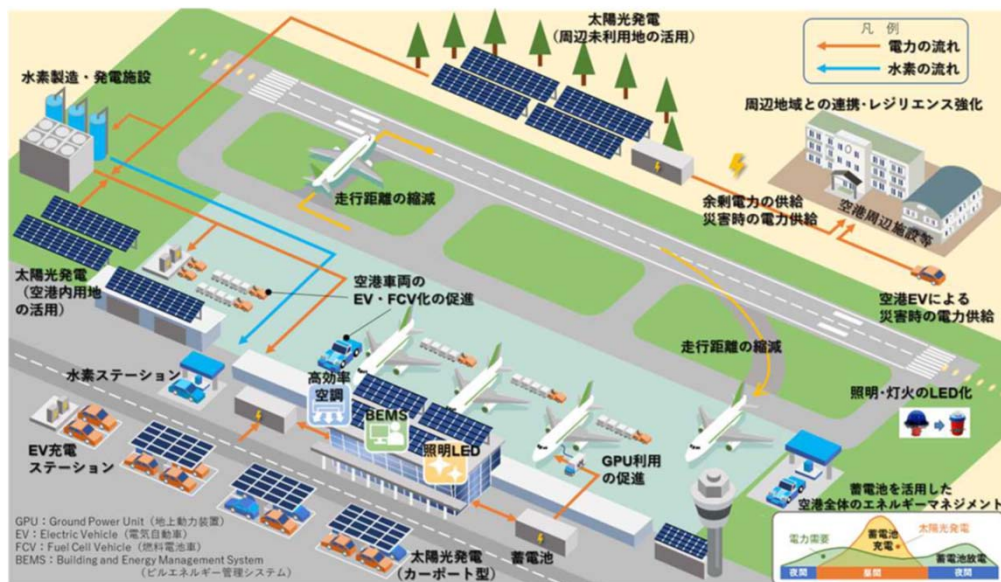 太陽光発電
(周辺未利用地の活用)
凡 例
電力の流れ
水素の流れ
水素製造・発電施設
周辺地域との連携・レジリエンス強化
走行距離の縮減
余剰電力の供給
災害時の電力供給
空港周辺施設等
太陽光発電
(空港内用地
の活用)
空港車両の
EV・FCV化の促進
空港EVによる
災害時の電力供給
走行距離の縮減
水素ステーション
高効率
空調
BEMS
照明LED
照明・灯火のLED化
EV充電
ステーション
GPU利用
の促進
蓄電池を活用した
空港全体のエネルギーマネジメント
GPU:Ground Power Unit(地上動力装置)
EV:Electric Vehicle(電気自動車)
FCV:Fuel Cell Vehicle(燃料電池車)
BEMS:Building and Energy Management System
(ビルエネルギー管理システム)
太陽光発電
(カーポート型)
蓄電池
電力需要
蓄電池
充電
太陽光発電
蓄電池放電
夜間
昼間
夜間